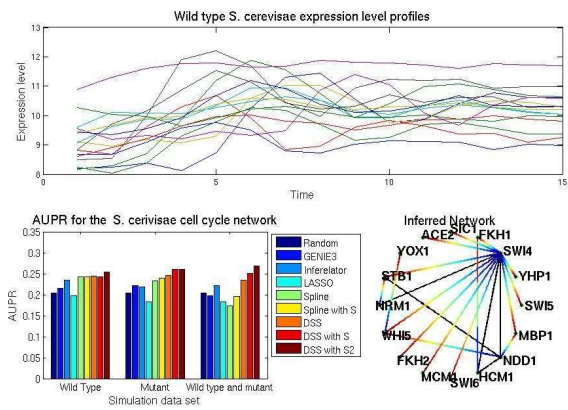 Wild type S. cerevisae expression level profiles
Expression level
13
12
11
10
9
8
0
5
10
15
Time
AUPR for the S. cerivisae cell cycle network
AUPR
0.35
0.3
0.25
0.2
0.15
0.1
0.05
0
Wild Type
Mutant
Wild type and mutant
Simulation data set
Random
GENIE3
Inferelator
LASSO
Spline
Spline with S
DSS
DSS with S
DSS with S2
Inferred Network
SIC1
ACE2
FKH1
YOX1
SWI4
STB1
YHP1
NRM1
SWI5
WHI5
MBP1
FKH2
NDD1
MCM1
HCM1
SWI6